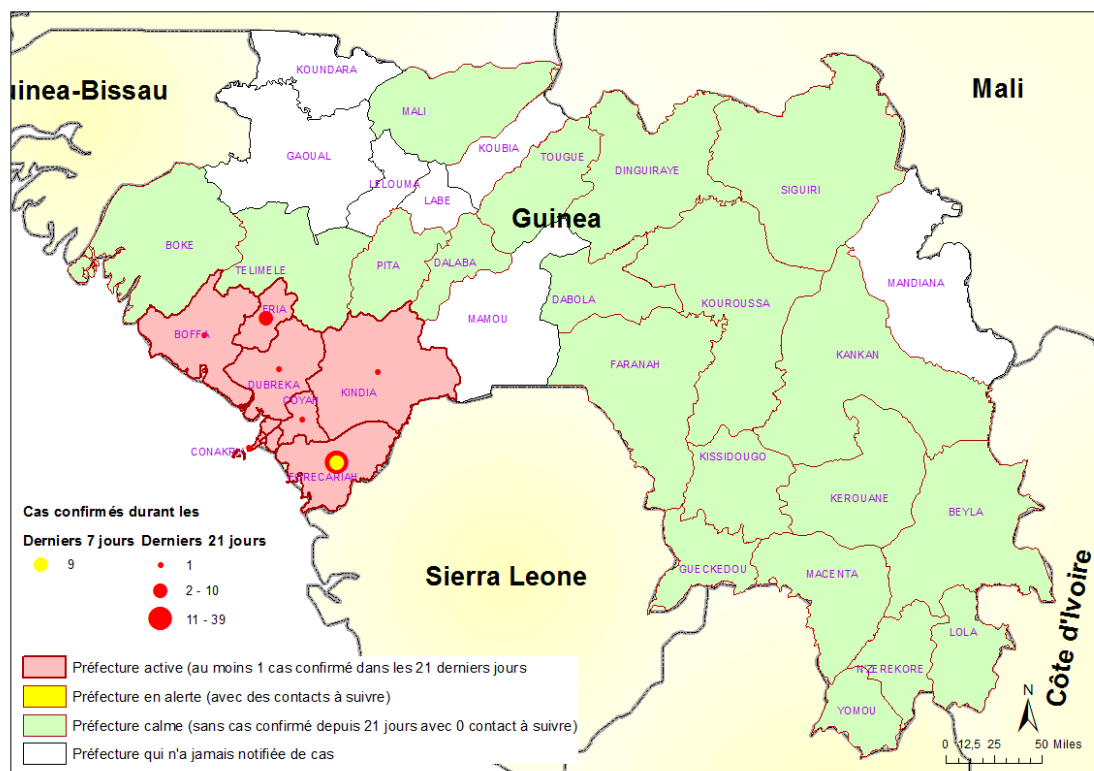 KOUNDARA
uinea-Bissau
Mali
MALI
GAOUAL
KOUBIA
TOUGUE
DINGUIRAYE
LELOUMA
LABE
SIGUIRI
Guinea
BOKE
TELIMELE
PITA
DALABA
MANDIANA
DABOLA
KOUROUSSA
FRIA
MAMOU
BOFFA
KANKAN
FARANAH
DUBREKA
KINDIA
COYAH
CONAKRY
KISSIDOUGO
FORECARIAH
KEROUANE
BEYLA
Cas confirmés durant les
Derniers 7 jours Derniers 21 jours
9
1
2 - 10
11 - 39
Sierra Leone
GUECKEDOU
MACENTA
LOLA
Côte d'Ivoire
N'ZEREKORE
YOMOU
N
0 12,5 25 50 Miles
Préfecture active (au moins 1 cas confirmé dans les 21 derniers jours
Préfecture en alerte (avec des contacts à suivre)
Préfecture calme (sans cas confirmé depuis 21 jours avec 0 contact à suivre)
Préfecture qui n'a jamais notifiée de cas